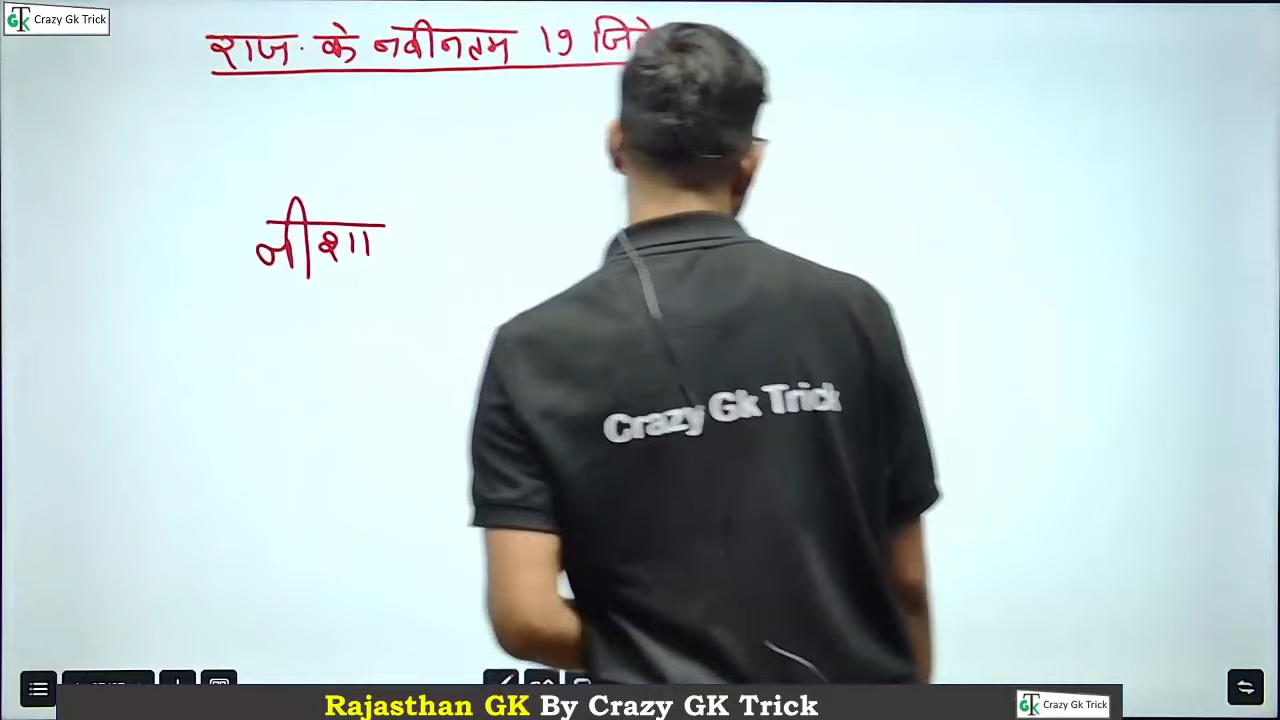 Crazy Gk Trick
राज. के नवीनतम 19
नीशा
Crazy Gk Trick
Rajasthan GK By Crazy GK Trick
Crazy GK Trick